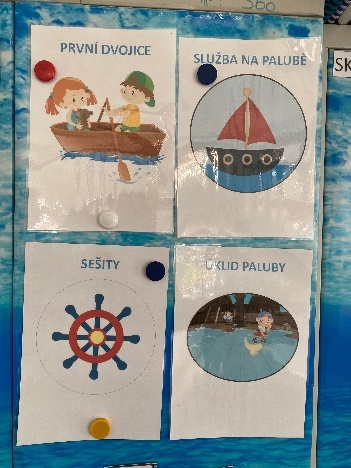 PRVNÍ DVOJICE
SLUŽBA NA PALUBĚ
SEŠITY
ÚKLID PALUBY